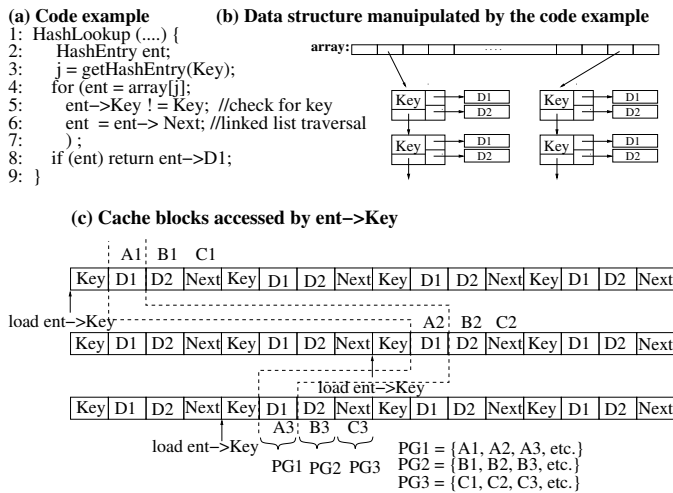 (a) Code example
1: HashLookup (....) {
2: HashEntry ent;
3: j = getHashEntry(Key);
4: for (ent = array[j];
5: ent->Key ! = Key; //check for key
6: ent = ent-> Next; //linked list traversal
7: ) ;
8: if (ent) return ent->D1;
9: }
(b) Data structure manuipulated by the code example
array: ....
Key D1 D2 Key D1 D2
Key D1 D2 Key D1 D2
(c) Cache blocks accessed by ent->Key
A1 B1 C1
Key D1 D2 Next Key D1 D2 Next Key D1 D2 Next Key D1 D2 Next
load ent->Key
A2 B2 C2
Key D1 D2 Next Key D1 D2 Next Key D1 D2 Next Key D1 D2 Next
load ent->Key
Key D1 D2 Next Key D1 D2 Next Key D1 D2 Next Key D1 D2 Next
load ent->Key
A3 B3 C3
PG1 PG2 PG3
PG1 = {A1, A2, A3, etc.}
PG2 = {B1, B2, B3, etc.}
PG3 = {C1, C2, C3, etc.}